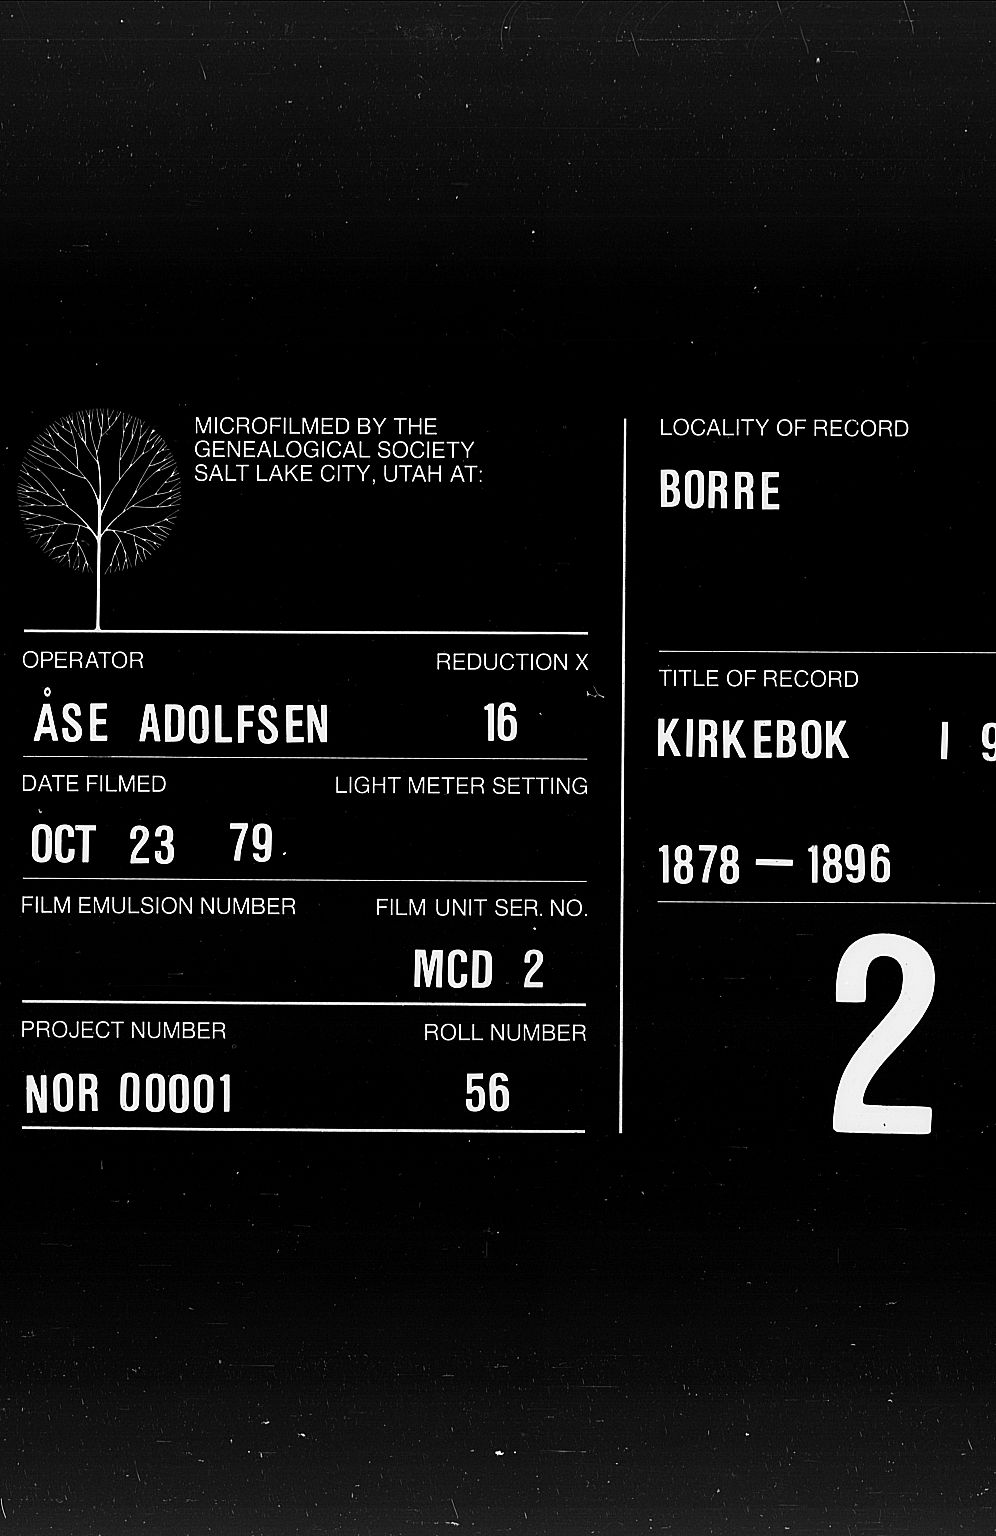 MICROFILMED BY THE
GENEALOGICAL SOCIETY
SALT LAKE CITY, UTAH AT:
OPERATOR REDUCTION X
ÅSE ADOLFSEN 16
DATE FILMED LIGHT METER SETTING
OCT 23 79
FILM EMULSION NUMBER FILM UNIT SER. NO.
MCD 2
PROJECT NUMBER ROLL NUMBER
NOR 00001 56
LOCALITY OF RECORD
BORRE
TITLE OF RECORD
KIRKEBOK I 9
1878 — 1896
2